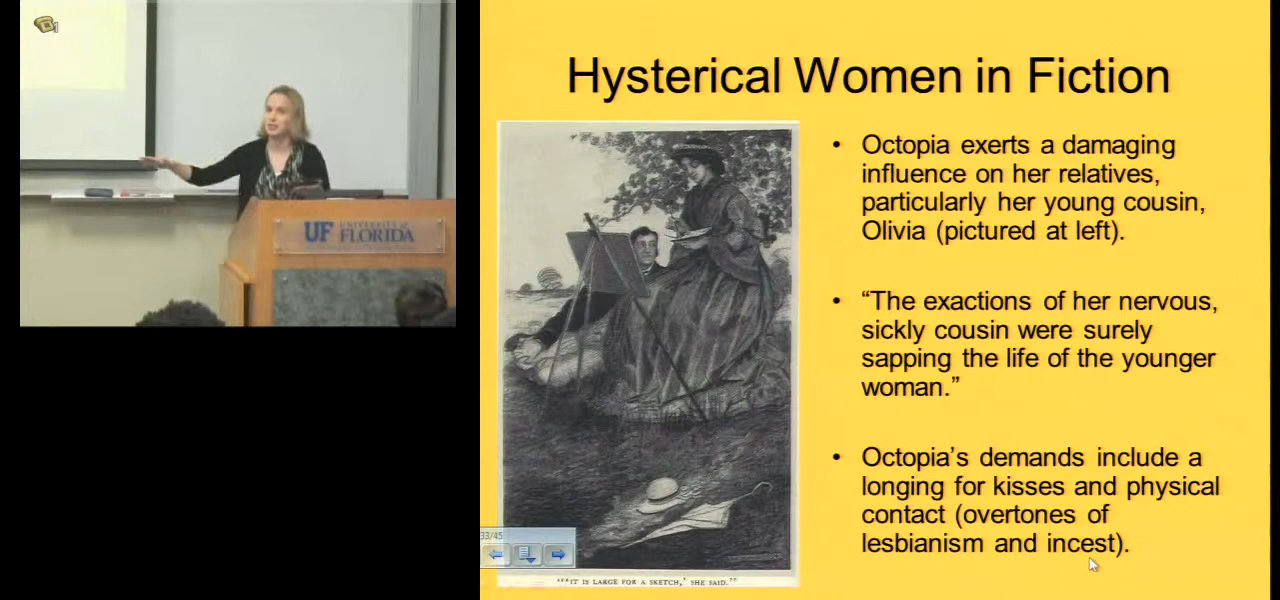 Hysterical Women in Fiction
• Octopia exerts a damaging
influence on her relatives,
particularly her young cousin,
Olivia (pictured at left).
• “The exactions of her nervous,
sickly cousin were surely
sapping the life of the younger
woman.”
• Octopia’s demands include a
longing for kisses and physical
contact (overtones of
lesbianism and incest).
UF UNIVERSITY of
FLORIDA
33/45
"'IT IS LARGE FOR A SKETCH,' SHE SAID."